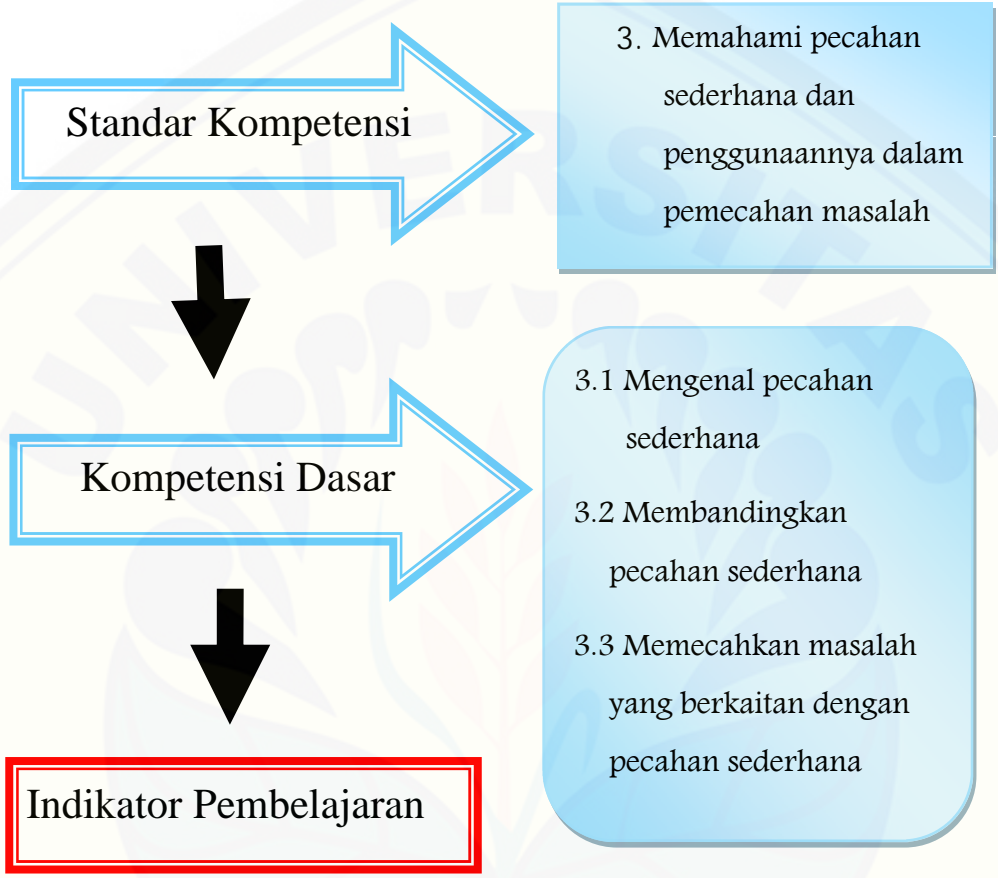 Standar Kompetensi
3. Memahami pecahan
sederhana dan
penggunaannya dalam
pemecahan masalah
Kompetensi Dasar
3.1 Mengenal pecahan
sederhana
3.2 Membandingkan
pecahan sederhana
3.3 Memecahkan masalah
yang berkaitan dengan
pecahan sederhana
Indikator Pembelajaran
UNIVERSITAS